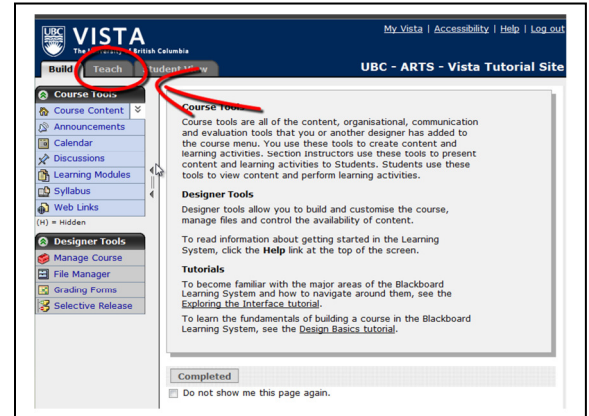 UBC
VISTA
My Vista | Accessibility | Help | Log out
The University of British Columbia
Build Teach Student View
UBC - ARTS - Vista Tutorial Site
Course Tools
Course Content
Announcements
Calendar
Discussions
Learning Modules
Syllabus
Web Links
(H) = Hidden
Designer Tools
Manage Course
File Manager
Grading Forms
Selective Release
Course Tools
Course tools are all of the content, organisational, communication
and evaluation tools that you or another designer has added to
the course menu. You use these tools to create content and
learning activities. Section Instructors use these tools to present
content and learning activities to Students. Students use these
tools to view content and perform learning activities.
Designer Tools
Designer tools allow you to build and customise the course,
manage files and control the availability of content.
To read information about getting started in the Learning
System, click the Help link at the top of the screen.
Tutorials
To become familiar with the major areas of the Blackboard
Learning System and how to navigate around them, see the
Exploring the Interface tutorial.
To learn the fundamentals of building a course in the Blackboard
Learning System, see the Design Basics tutorial.
Completed
Do not show me this page again.